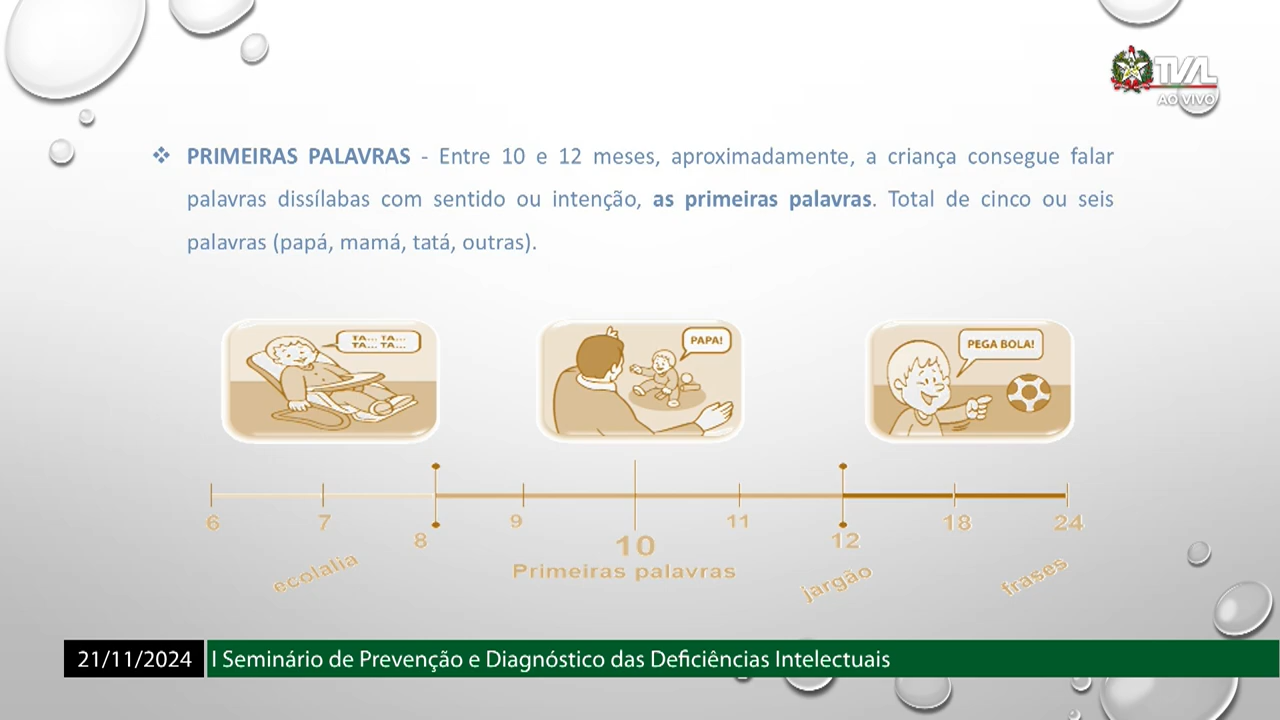 TVAL
AO VIVO
❖ PRIMEIRAS PALAVRAS - Entre 10 e 12 meses, aproximadamente, a criança consegue falar
palavras dissílabas com sentido ou intenção, as primeiras palavras. Total de cinco ou seis
palavras (papá, mamá, tatá, outras).
TA... TA...
TA... TA...
PAPA!
PEGA BOLA!
6 7 8 9 10 11 12 18 24
ecolalia Primeiras palavras jargão frases
21/11/2024 I Seminário de Prevenção e Diagnóstico das Deficiências Intelectuais